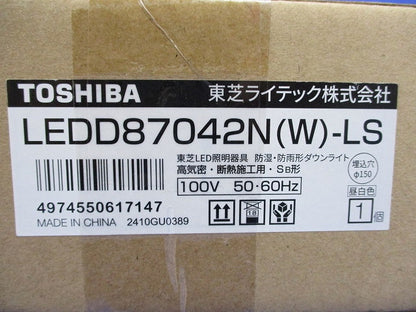 TOSHIBA 東芝ライテック株式会社
LEDD87042N(W)-LS
東芝LED照明器具 防湿・防雨形ダウンライト
高気密・断熱施工用・SB形
埋込穴
φ150
100V 50・60Hz
昼白色
4974550617147
MADE IN CHINA 2410GU0389
1個